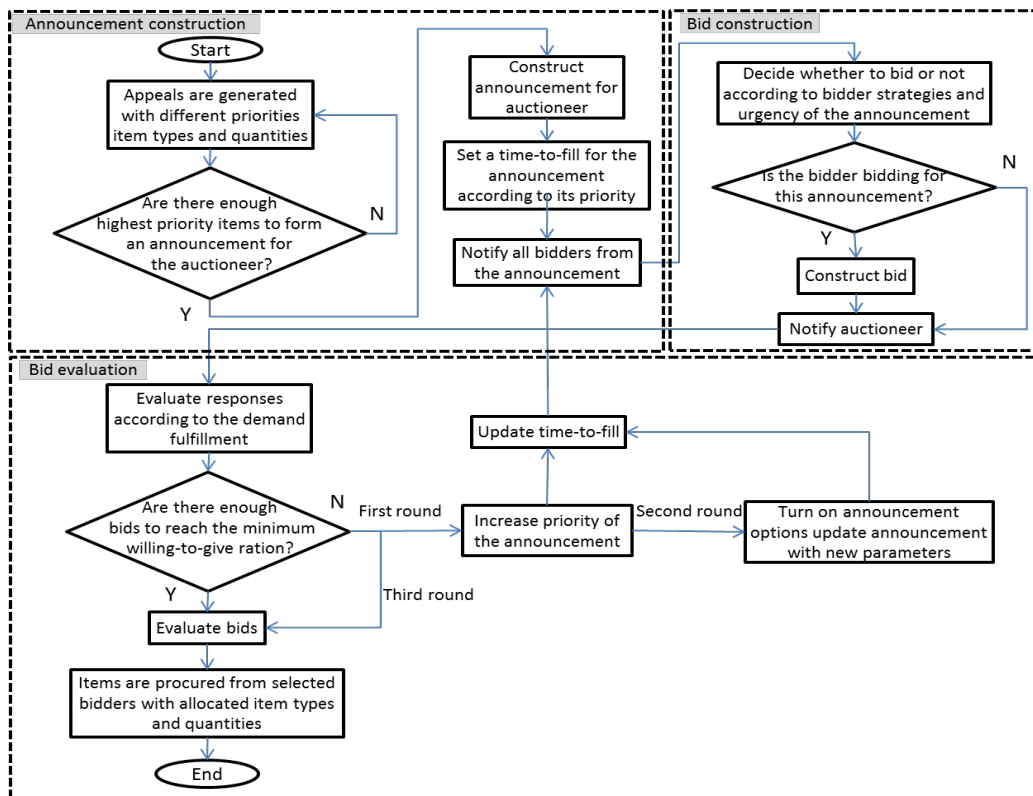 Announcement construction
Start
Appeals are generated
with different priorities
item types and quantities
Are there enough
highest priority items to form
an announcement for
the auctioneer?
N
Y
Construct
announcement for
auctioneer
Set a time-to-fill for the
announcement
according to its priority
Notify all bidders from
the announcement
Bid construction
Decide whether to bid or not
according to bidder strategies and
urgency of the announcement
Is the bidder bidding for
this announcement?
N
Y
Construct bid
Notify auctioneer
Bid evaluation
Evaluate responses
according to the demand
fulfillment
Are there enough
bids to reach the minimum
willing-to-give ration?
N
Y
First round
Third round
Update time-to-fill
Increase priority of
the announcement
Second round
Turn on announcement
options update announcement
with new parameters
Evaluate bids
Items are procured from selected
bidders with allocated item types
and quantities
End